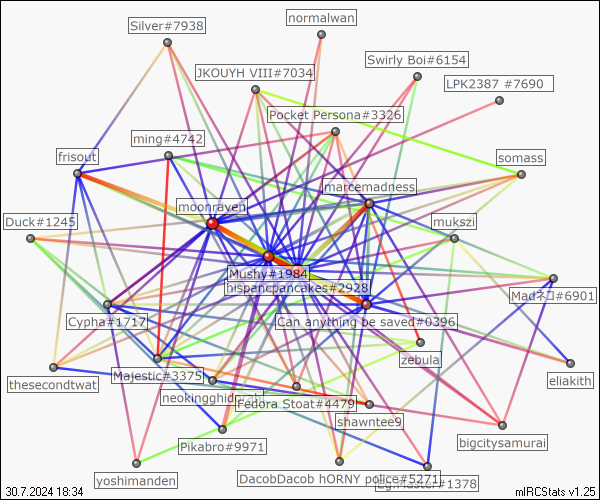 normalwan
Silver#7938
Swirly Boi#6154
JKOUYH VIII#7034
LPK2387 #7690
Pocket Persona#3326
ming#4742
frisout
somass
marcemadness
moonraven
Duck#1245
mukszi
Mushy#1984
hispancpancakes#2928
Madネコ#6901
Cypha#1717
Can anything be saved#0396
zebula
Majestic#3375
thesecondtwat
eliakith
Fedora Stoat#4479
shawntee9
Pikabro#9971
bigcitysamurai
DacobDacob hORNY police#5271
#1378
yoshimanden
30.7.2024 18:34
mIRCStats v1.25